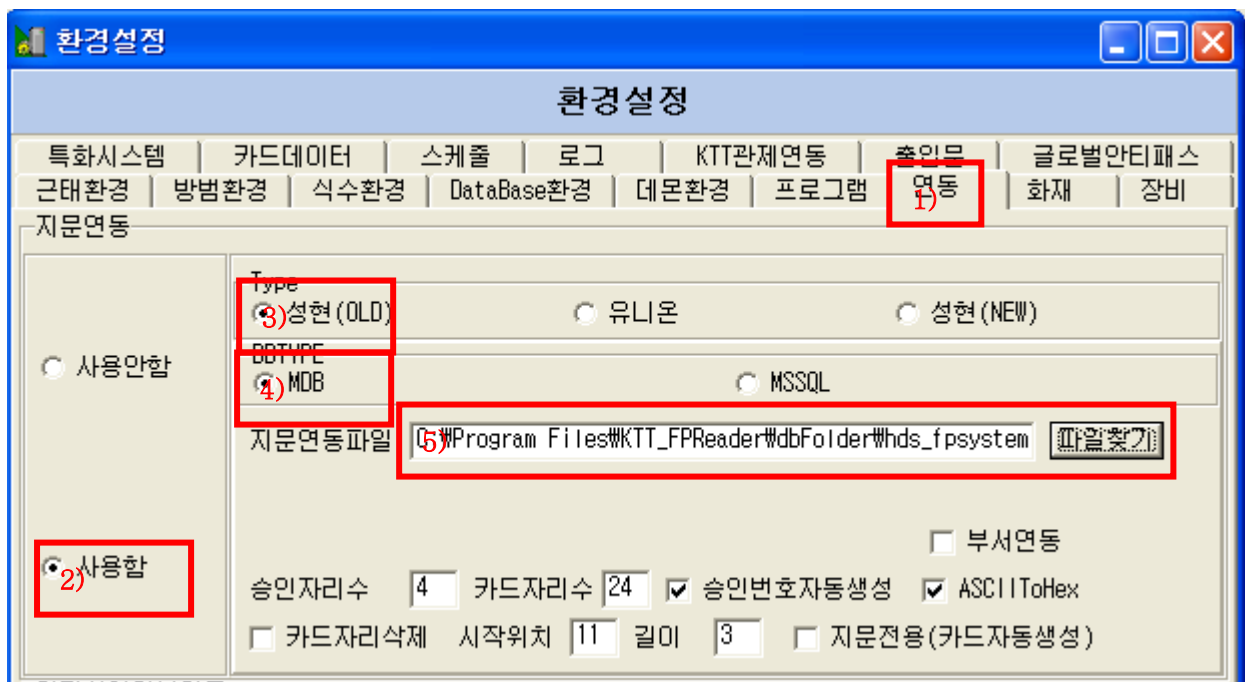 환경설정
환경설정
특화시스템 카드데이터 스케줄 로그 KTT관제연동 출입문 글로벌안티패스
근태환경 방범환경 식수환경 DataBase환경 데몬환경 프로그램 연동 화재 장비
1)
지문연동
Type
3) 성현(OLD) 유니온 성현(NEW)
사용안함
DBTYPE
4) MDB MSSQL
지문연동파일 C:\Program Files\KTT_FPReader\dbFolder\hds_fpsystem 파일찾기
5)
부서연동
2) 사용함
승인자리수 4 카드자리수 24 승인번호자동생성 ASCIIToHex
카드자리삭제 시작위치 11 길이 3 지문전용(카드자동생성)